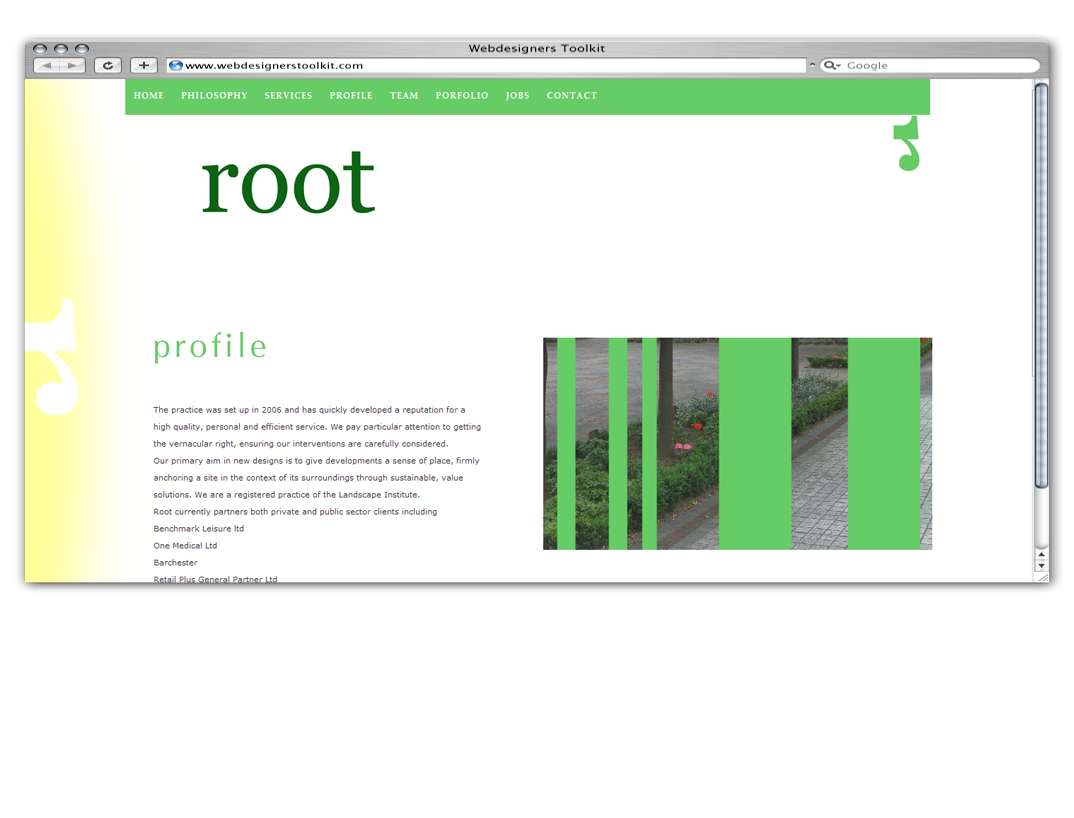 Webdesigners Toolkit
www.webdesignerstoolkit.com
Google
HOME PHILOSOPHY SERVICES PROFILE TEAM PORFOLIO JOBS CONTACT
r
root
r
profile
The practice was set up in 2006 and has quickly developed a reputation for a
high quality, personal and efficient service. We pay particular attention to getting
the vernacular right, ensuring our interventions are carefully considered.
Our primary aim in new designs is to give developments a sense of place, firmly
anchoring a site in the context of its surroundings through sustainable, value
solutions. We are a registered practice of the Landscape Institute.
Root currently partners both private and public sector clients including
Benchmark Leisure ltd
One Medical Ltd
Barchester
Retail Plus General Partner Ltd